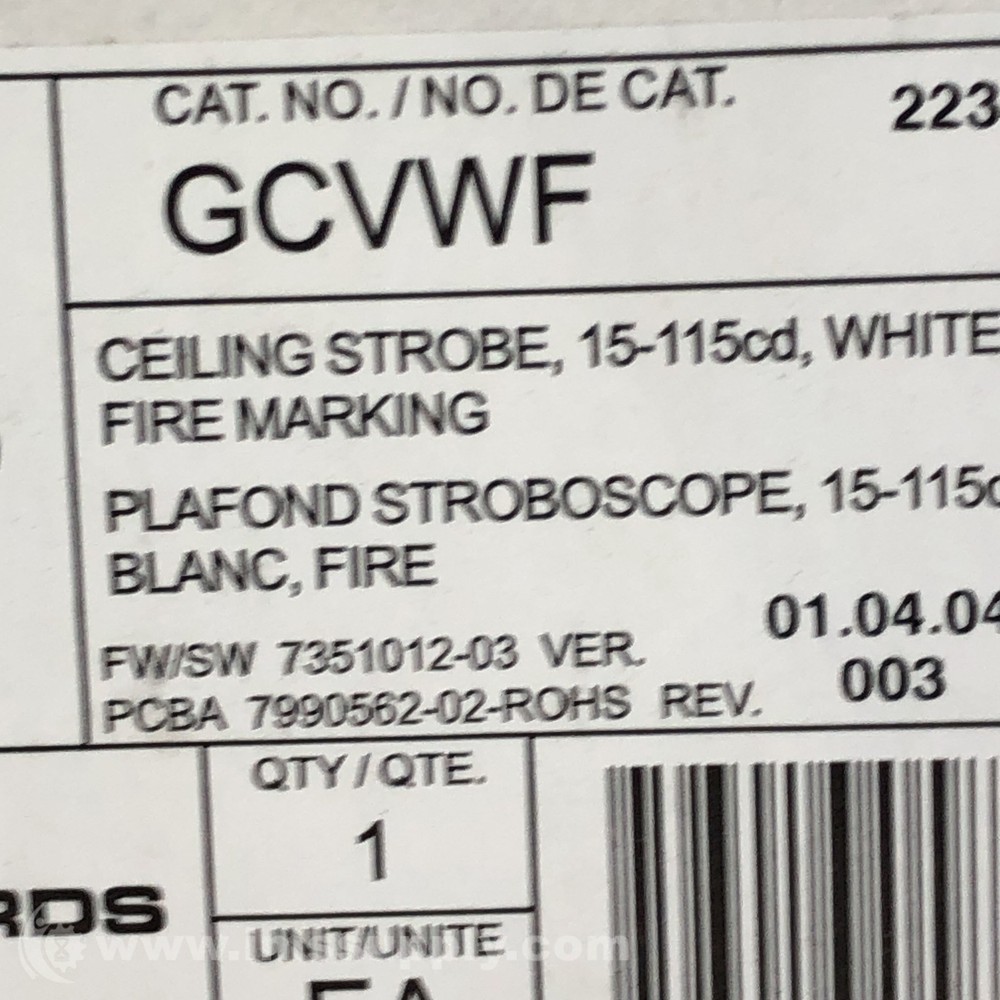 CAT. NO. / NO. DE CAT.
223
GCVWF
CEILING STROBE, 15-115cd, WHITE
FIRE MARKING
PLAFOND STROBOSCOPE, 15-115c
BLANC, FIRE
01.04.04
FW/SW 7351012-03 VER.
003
PCBA 7990562-02-ROHS REV.
QTY / QTE.
1
RDS
UNIT/UNITE
EA